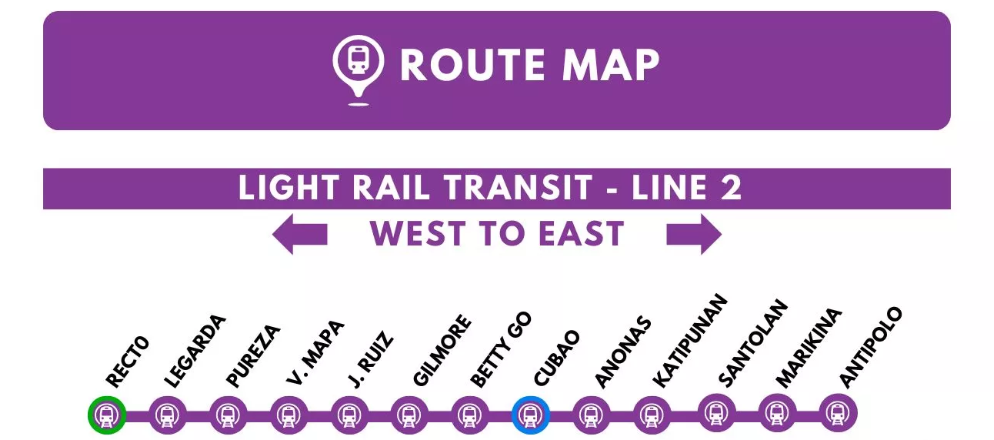 ROUTE MAP
LIGHT RAIL TRANSIT - LINE 2
WEST TO EAST
RECTO
LEGARDA
PUREZA
V. MAPA
J. RUIZ
GILMORE
BETTY GO
CUBAO
ANONAS
KATIPUNAN
SANTOLAN
MARIKINA
ANTIPOLO